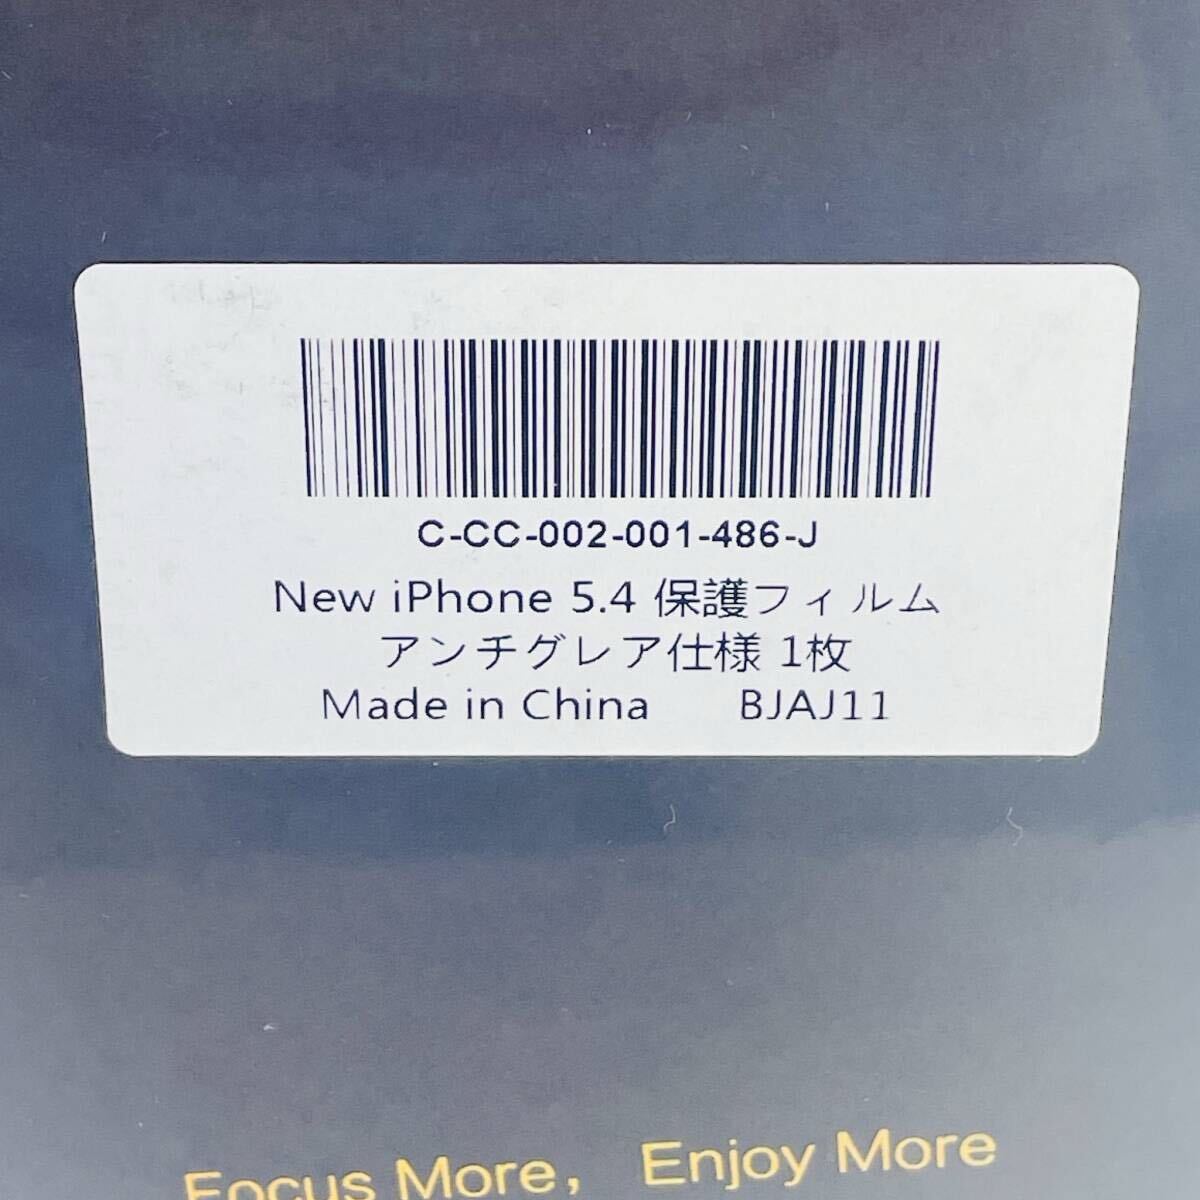 C-CC-002-001-486-J
New iPhone 5.4 保護フィルム
アンチグレア仕様 1枚
Made in China BJAJ11
Focus More, Enjoy More